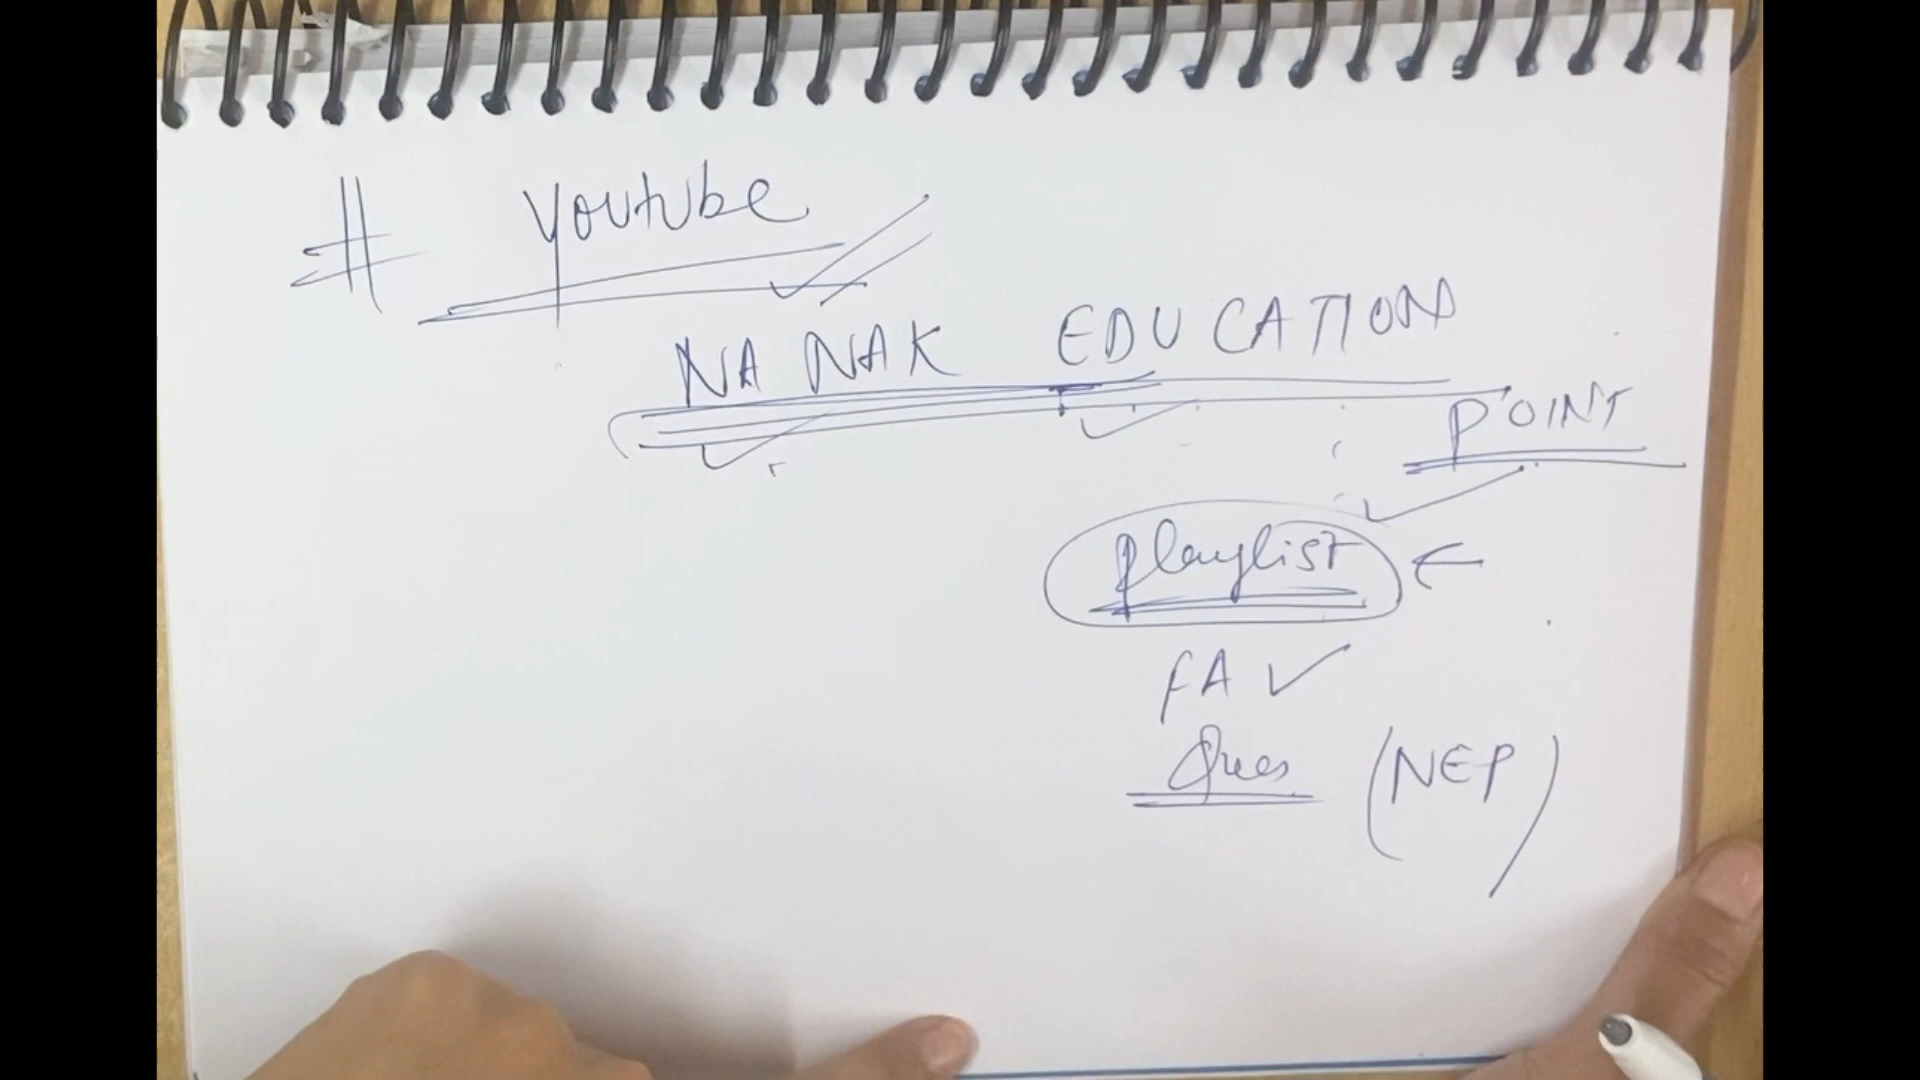 # Youtube
NANAK EDUCATION
POINT
Playlist ←
FA ✓
Ques (NEP)